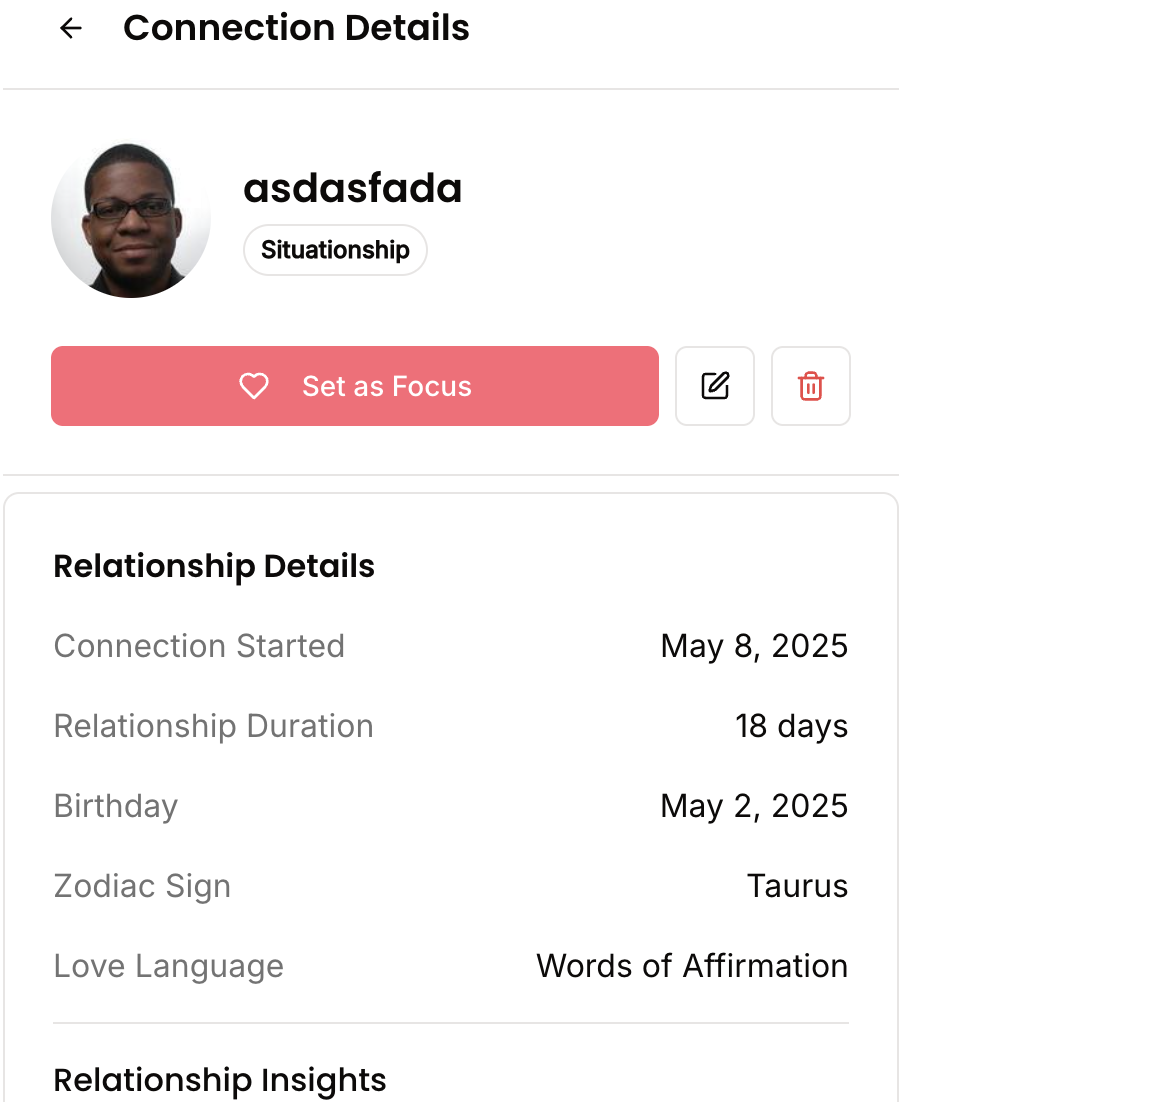 Connection Details
asdasfada
Situationship
Set as Focus
Relationship Details
Connection Started May 8, 2025
Relationship Duration 18 days
Birthday May 2, 2025
Zodiac Sign Taurus
Love Language Words of Affirmation
Relationship Insights